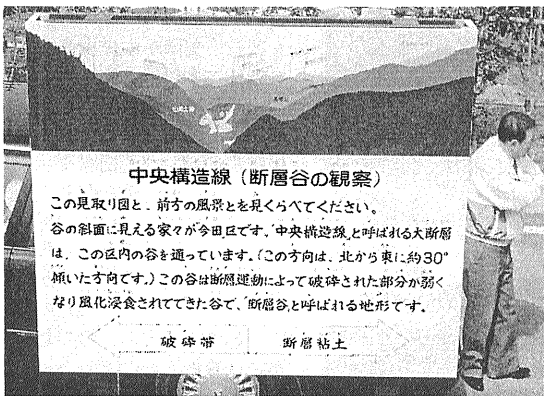 中央構造線（断層谷の観察）
この見取り図と、前方の風景とを見くらべてください。
谷の斜面に見える家々が今田区です。「中央構造線」と呼ばれる大断層
は、この区内の谷を通っています。（この方向は、北から東に約30°
傾いた方向です。）この谷は断層運動によって破砕された部分が弱く
なり風化浸食されてできた谷で、「断層谷」と呼ばれる地形です。
破砕帯
断層粘土